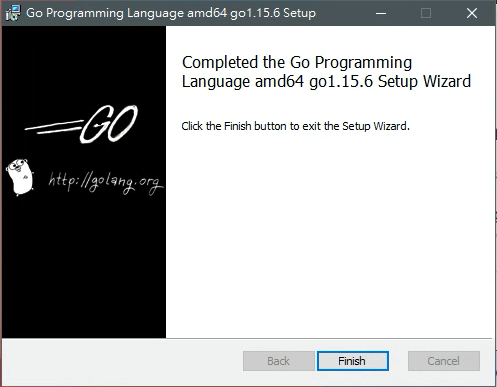 Go Programming Language amd64 go1.15.6 Setup
Completed the Go Programming
Language amd64 go1.15.6 Setup Wizard
Click the Finish button to exit the Setup Wizard.
GO
http://golang.org
Back
Finish
Cancel